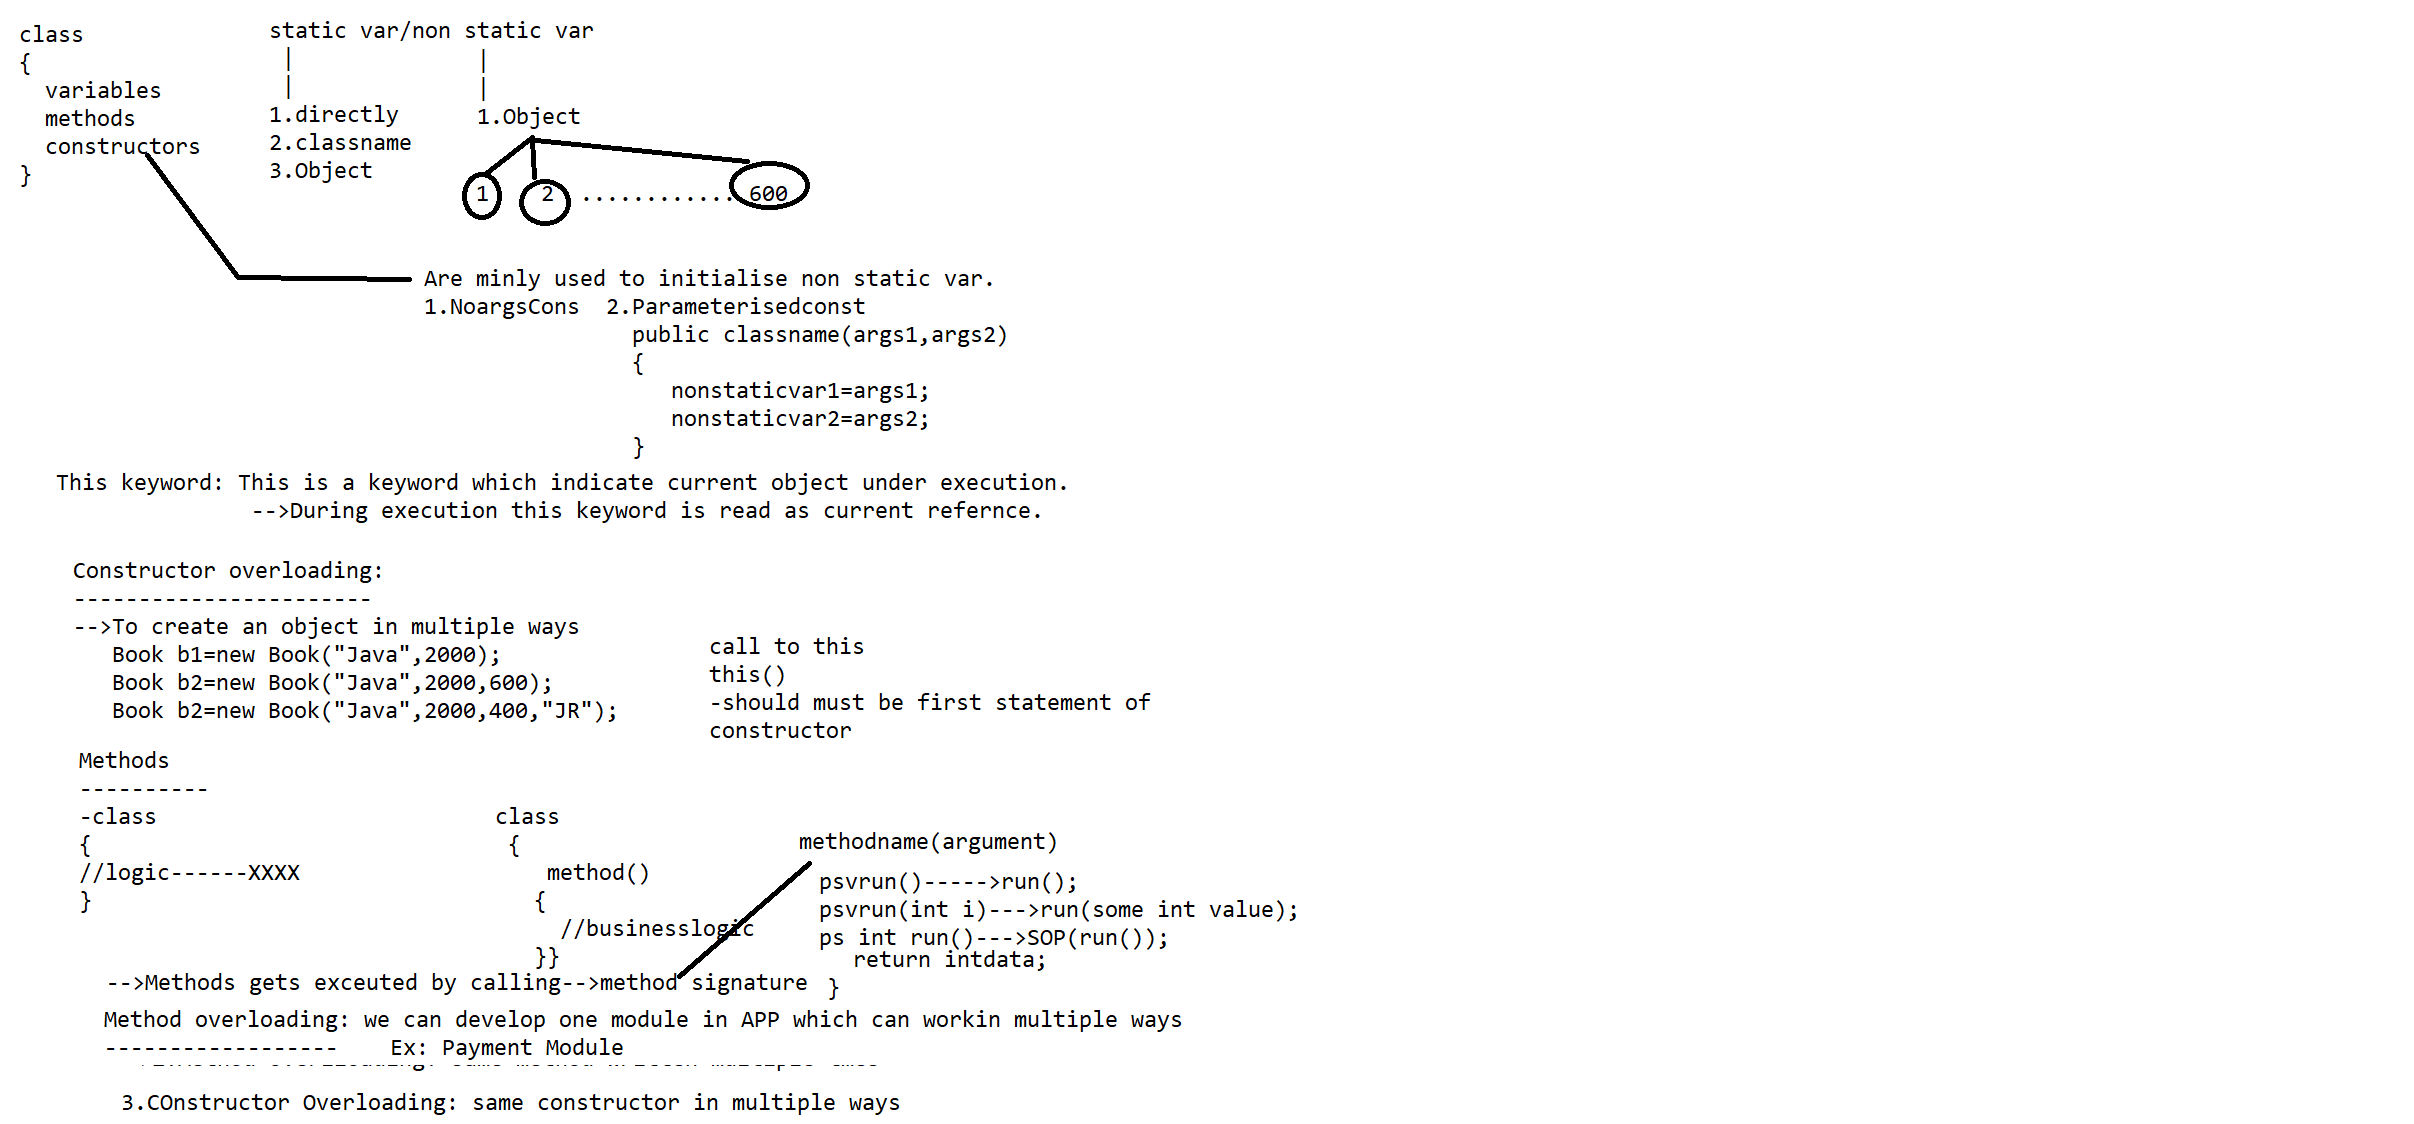 class
{
  variables
  methods
  constructors
}
static var/non static var
|               |
|               |
1.directly
2.classname
3.Object
1.Object
1 2 ............ 600
Are minly used to initialise non static var.
1.NoargsCons  2.Parameterisedconst
public classname(args1,args2)
{
   nonstaticvar1=args1;
   nonstaticvar2=args2;
}
This keyword: This is a keyword which indicate current object under execution.
-->During execution this keyword is read as current refernce.
Constructor overloading:
-----------------------
-->To create an object in multiple ways
Book b1=new Book("Java",2000);
Book b2=new Book("Java",2000,600);
Book b2=new Book("Java",2000,400,"JR");
call to this
this()
-should must be first statement of
constructor
Methods
----------
-class
{
//logic------XXXX
}
class
{
method()
{
//businesslogic
}}
methodname(argument)
psvrun()----->run();
psvrun(int i)--->run(some int value);
ps int run()--->SOP(run());
return intdata;
}
-->Methods gets exceuted by calling-->method signature
Method overloading: we can develop one module in APP which can workin multiple ways
------------------    Ex: Payment Module
3.COnstructor Overloading: same constructor in multiple ways